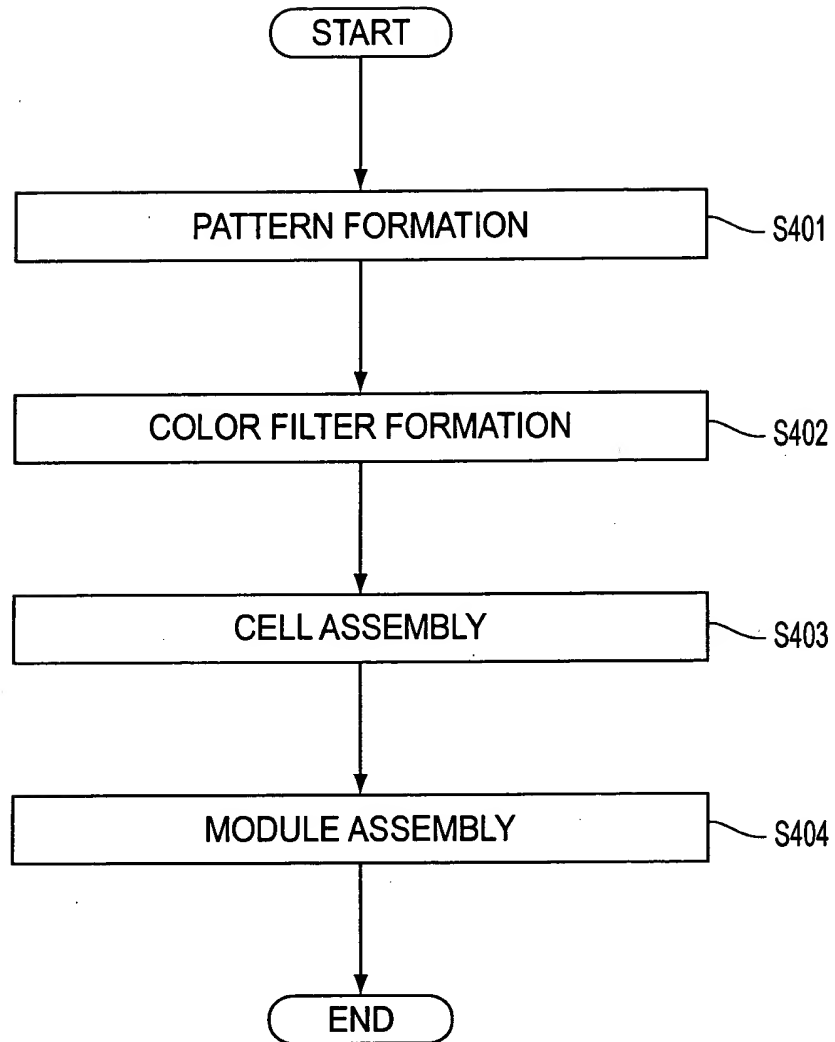 START
PATTERN FORMATION
S401
COLOR FILTER FORMATION
S402
CELL ASSEMBLY
S403
MODULE ASSEMBLY
S404
END